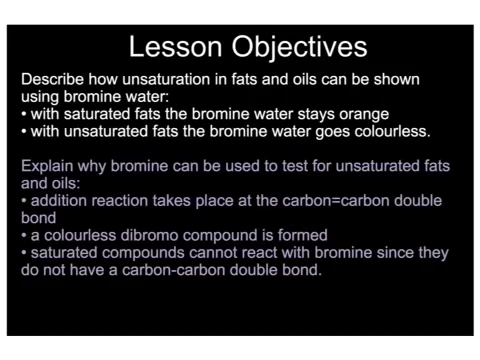 Lesson Objectives
Describe how unsaturation in fats and oils can be shown
using bromine water:
• with saturated fats the bromine water stays orange
• with unsaturated fats the bromine water goes colourless.
Explain why bromine can be used to test for unsaturated fats
and oils:
• addition reaction takes place at the carbon=carbon double
bond
• a colourless dibromo compound is formed
• saturated compounds cannot react with bromine since they
do not have a carbon-carbon double bond.